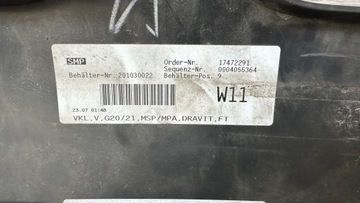 SMP
Order-Nr. 17472291
Sequenz-Nr. 0004055364
Behälter-Nr. 201030022 Behälter-Pos. 9
W11
23.07 01:48
VKL,V,G20/21,MSP/MPA,DRAVIT,FT